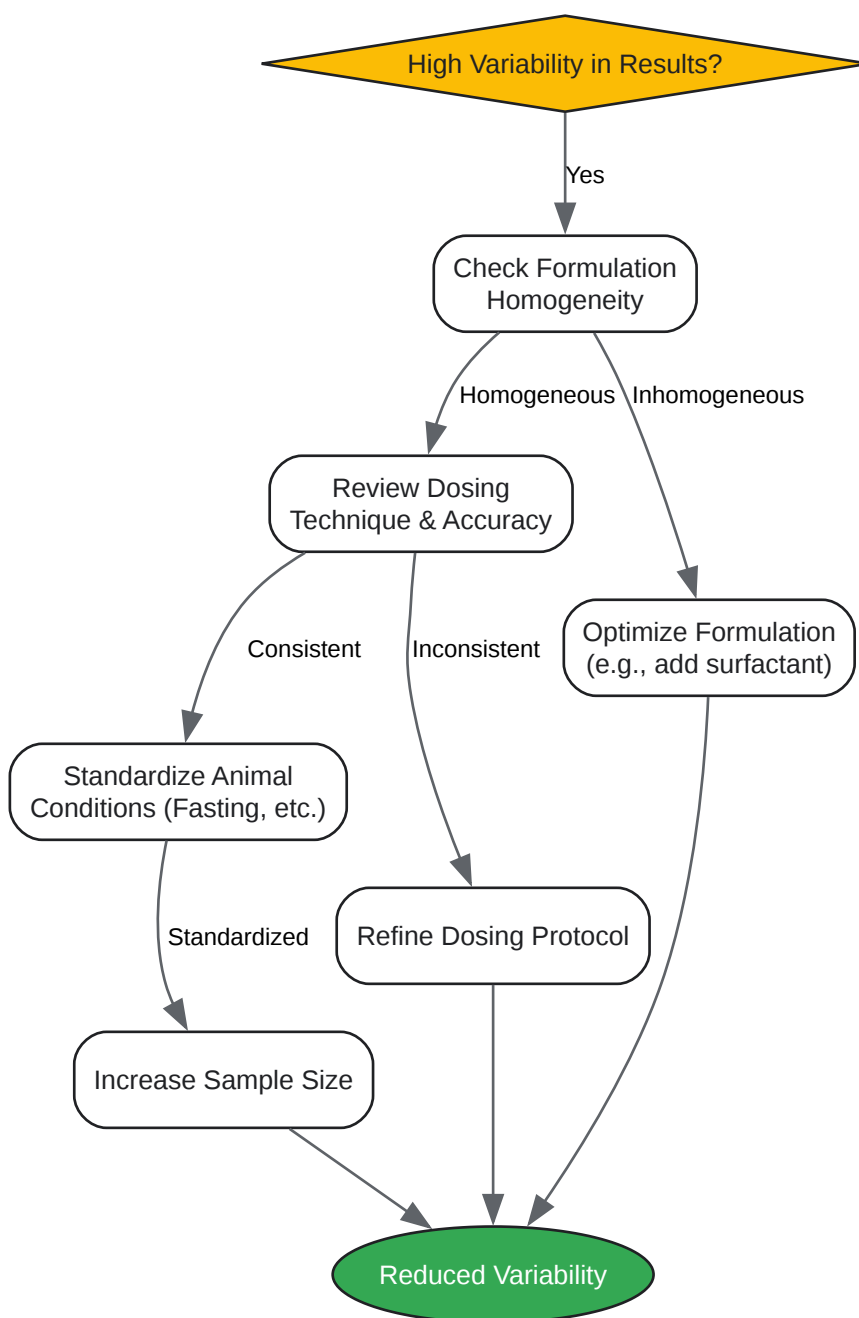 High Variability in Results?
Yes
Check Formulation
Homogeneity
Homogeneous
Inhomogeneous
Review Dosing
Technique & Accuracy
Optimize Formulation
(e.g., add surfactant)
Consistent
Inconsistent
Standardize Animal
Conditions (Fasting, etc.)
Standardized
Refine Dosing Protocol
Increase Sample Size
Reduced Variability